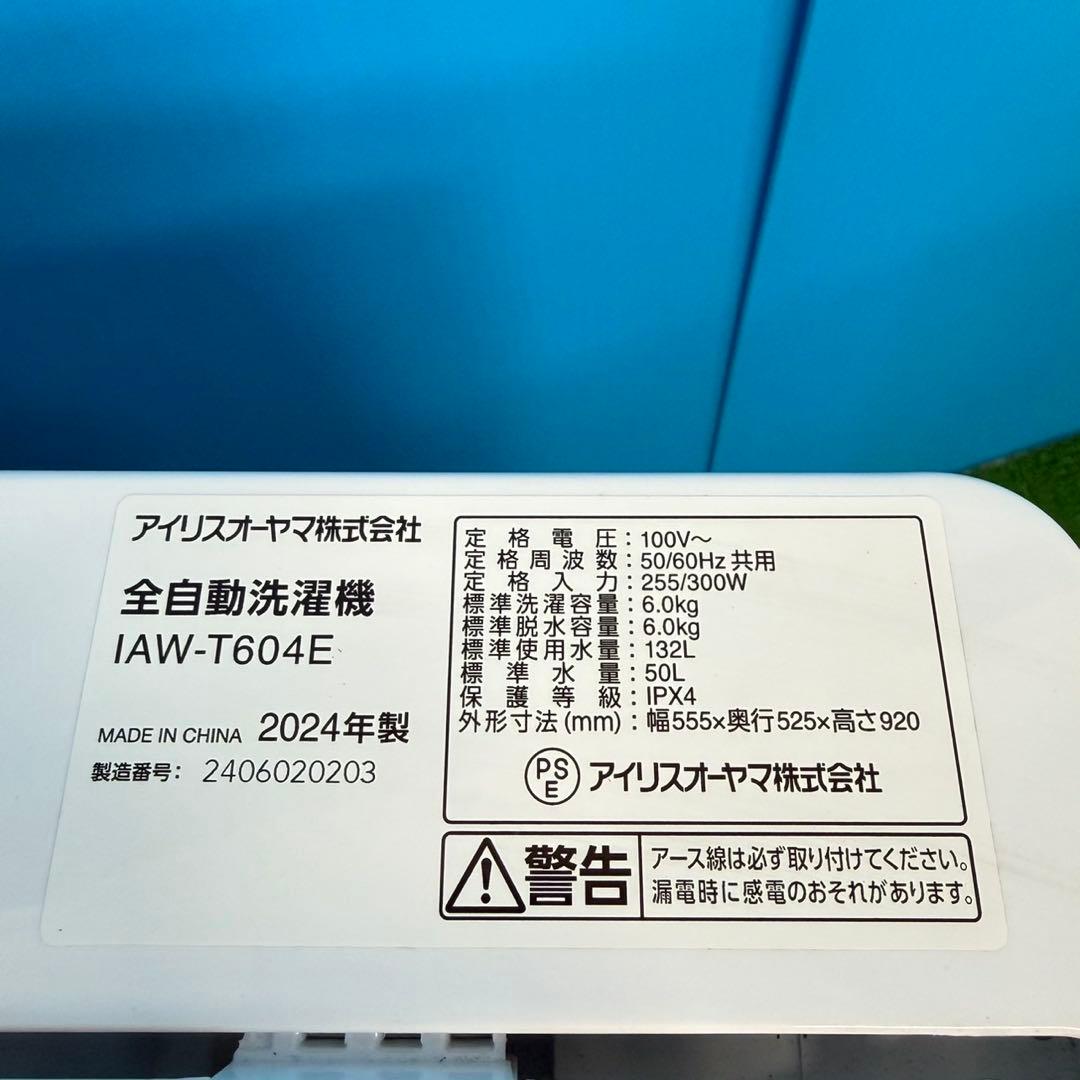 アイリスオーヤマ株式会社
全自動洗濯機
IAW-T604E
MADE IN CHINA 2024年製
製造番号: 2406020203
定格電圧:100V～
定格周波数:50/60Hz共用
定格入力:255/300W
標準洗濯容量:6.0kg
標準脱水容量:6.0kg
標準使用水量:132L
標準水量:50L
保護等級:IPX4
外形寸法(mm):幅555×奥行525×高さ920
PSE アイリスオーヤマ株式会社
警告
アース線は必ず取り付けてください。
漏電時に感電のおそれがあります。